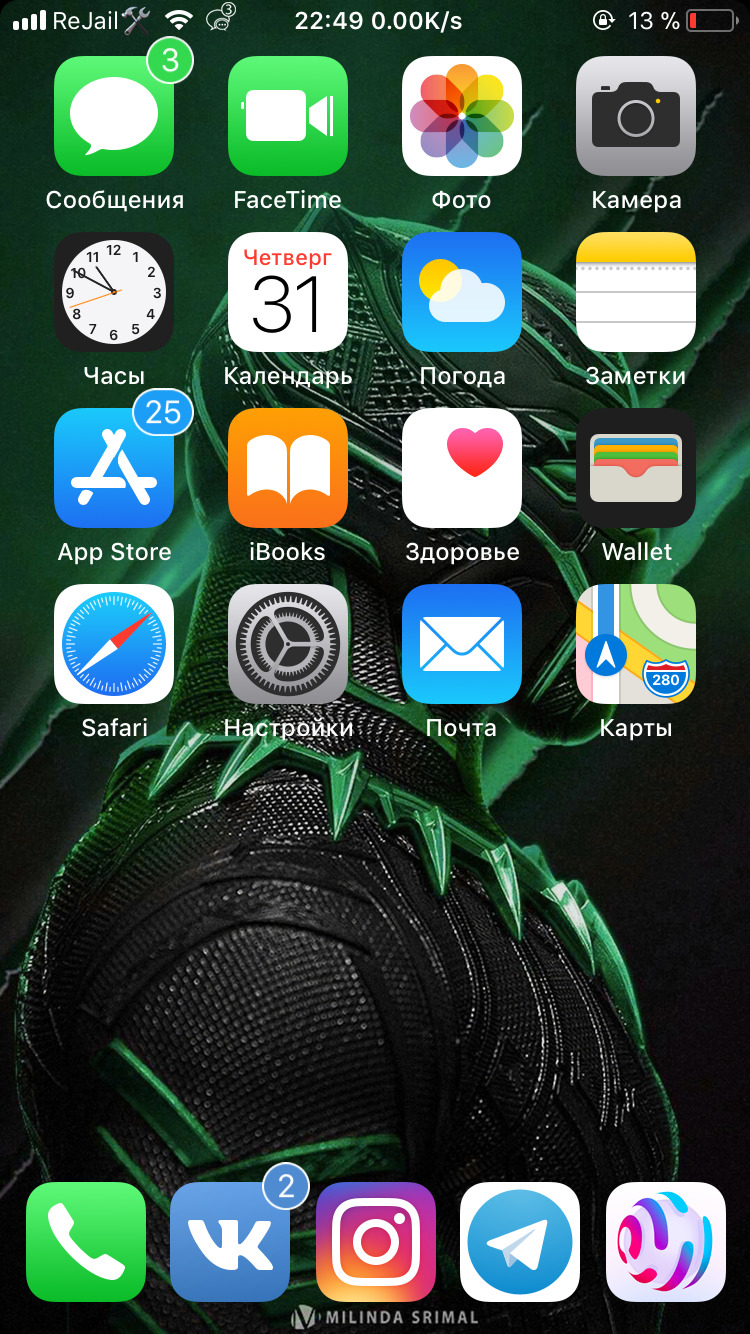 ReJail🛠 3 22:49 0.00K/s 13 %
3
Сообщения FaceTime Фото Камера
12
11 1
10 2
9 3
8 4
7 5
6
Четверг
31
Часы Календарь Погода Заметки
25
App Store iBooks Здоровье Wallet
280
Safari Настройки Почта Карты
2
MILINDA SRIMAL